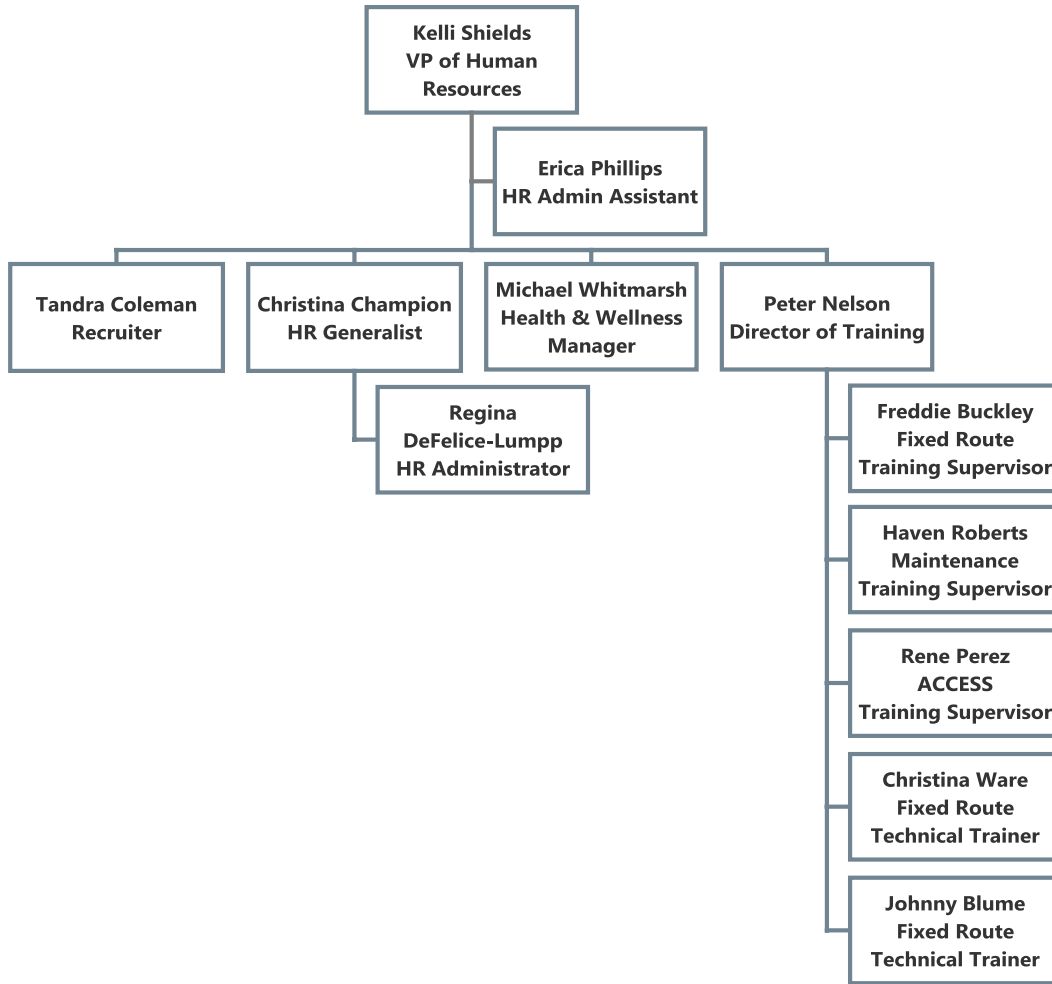 Kelli Shields
VP of Human
Resources
Erica Phillips
HR Admin Assistant
Tandra Coleman
Recruiter
Christina Champion
HR Generalist
Michael Whitmarsh
Health & Wellness
Manager
Peter Nelson
Director of Training
Regina
DeFelice-Lumpp
HR Administrator
Freddie Buckley
Fixed Route
Training Supervisor
Haven Roberts
Maintenance
Training Supervisor
Rene Perez
ACCESS
Training Supervisor
Christina Ware
Fixed Route
Technical Trainer
Johnny Blume
Fixed Route
Technical Trainer